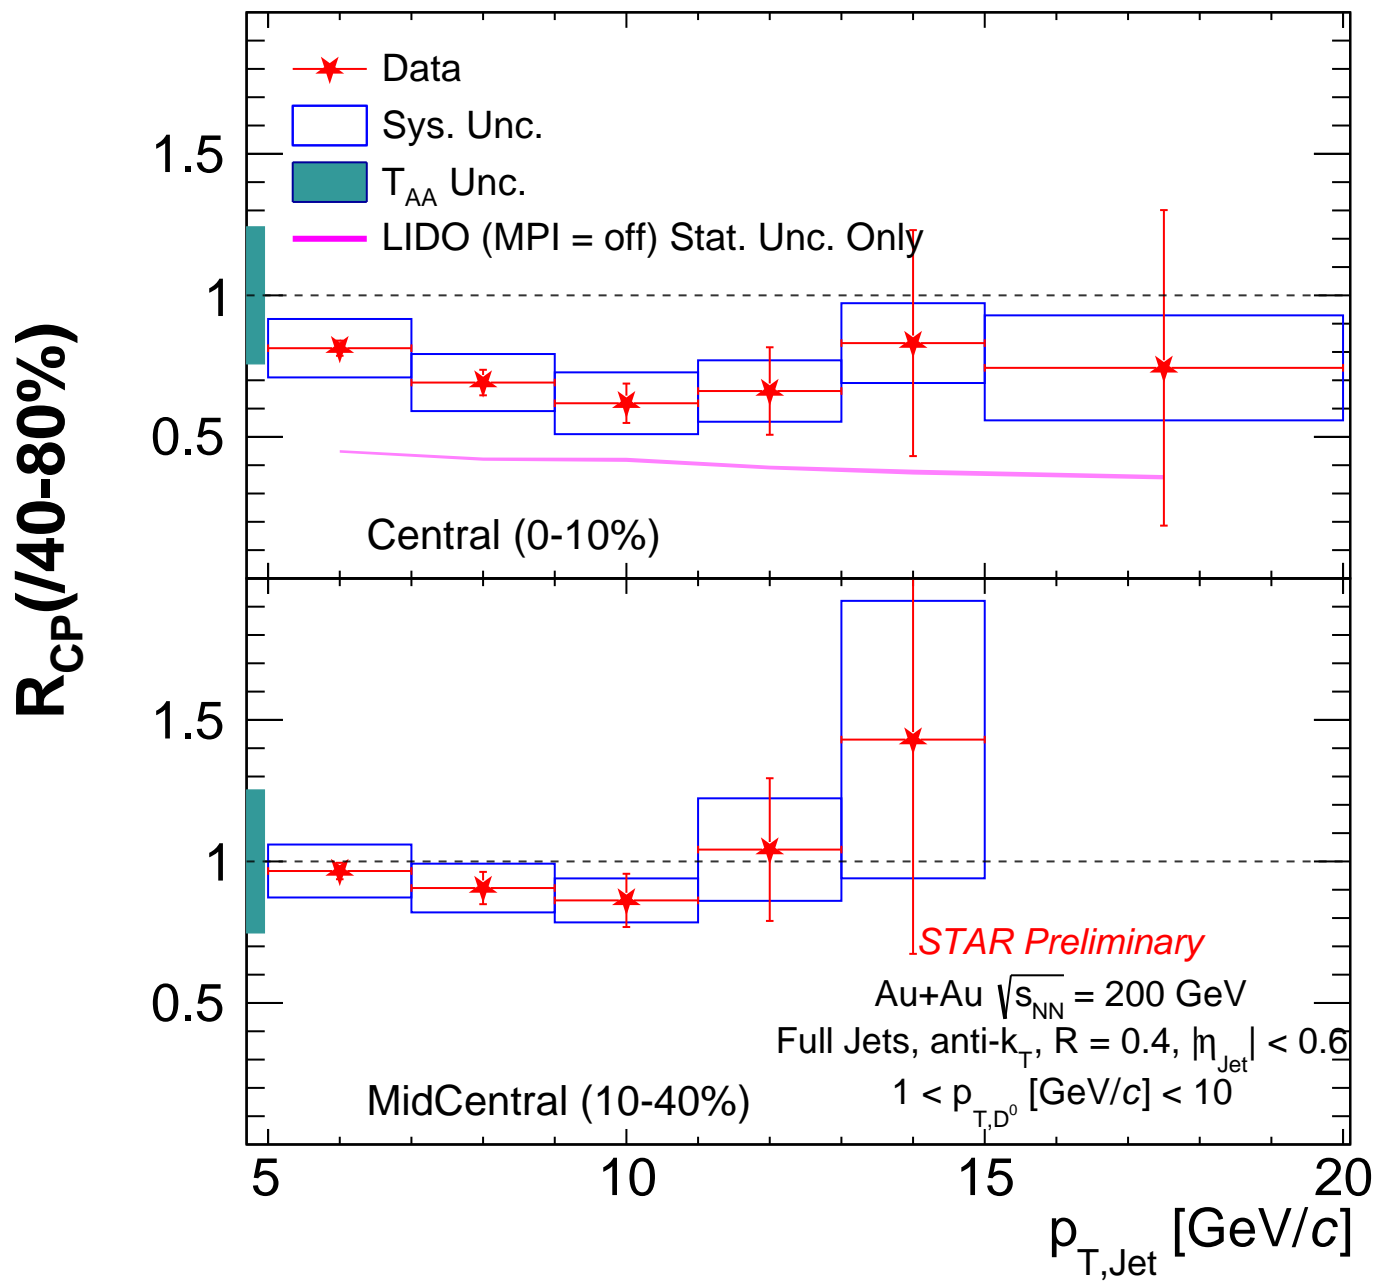 Data
Sys. Unc.
T_AA Unc.
LIDO (MPI = off) Stat. Unc. Only
1.5
1
0.5
Central (0-10%)
R_CP(/40-80%)
1.5
1
0.5
STAR Preliminary
Au+Au √s_NN = 200 GeV
Full Jets, anti-k_T, R = 0.4, |η_Jet| < 0.6
1 < p_T,D⁰ [GeV/c] < 10
MidCentral (10-40%)
5 10 15 20
p_T,Jet [GeV/c]